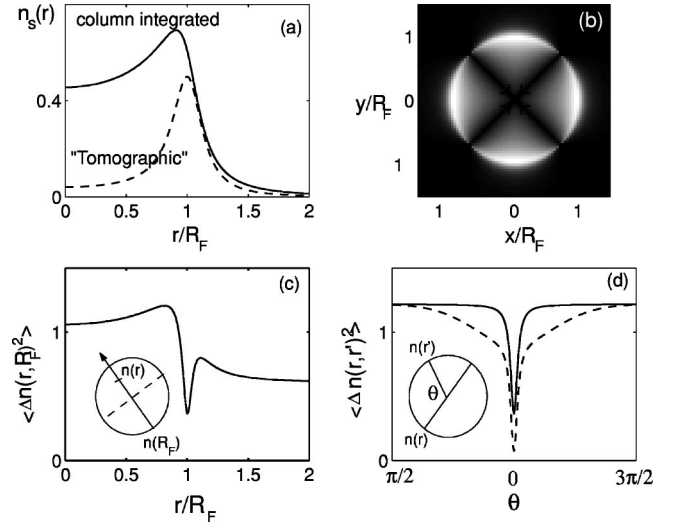 n_s(r)
column integrated
(a)
0.4
"Tomographic"
0
0 0.5 1 1.5 2
r/R_F
(b)
1
y/R_F 0
1
1 0 1
x/R_F
(c)
<Δn(r,R_F)^2>
1
n(r)
n(R_F)
0
0 0.5 1 1.5 2
r/R_F
(d)
<Δn(r,r')^2>
1
n(r')
θ
n(r)
0
π/2 0 3π/2
θ